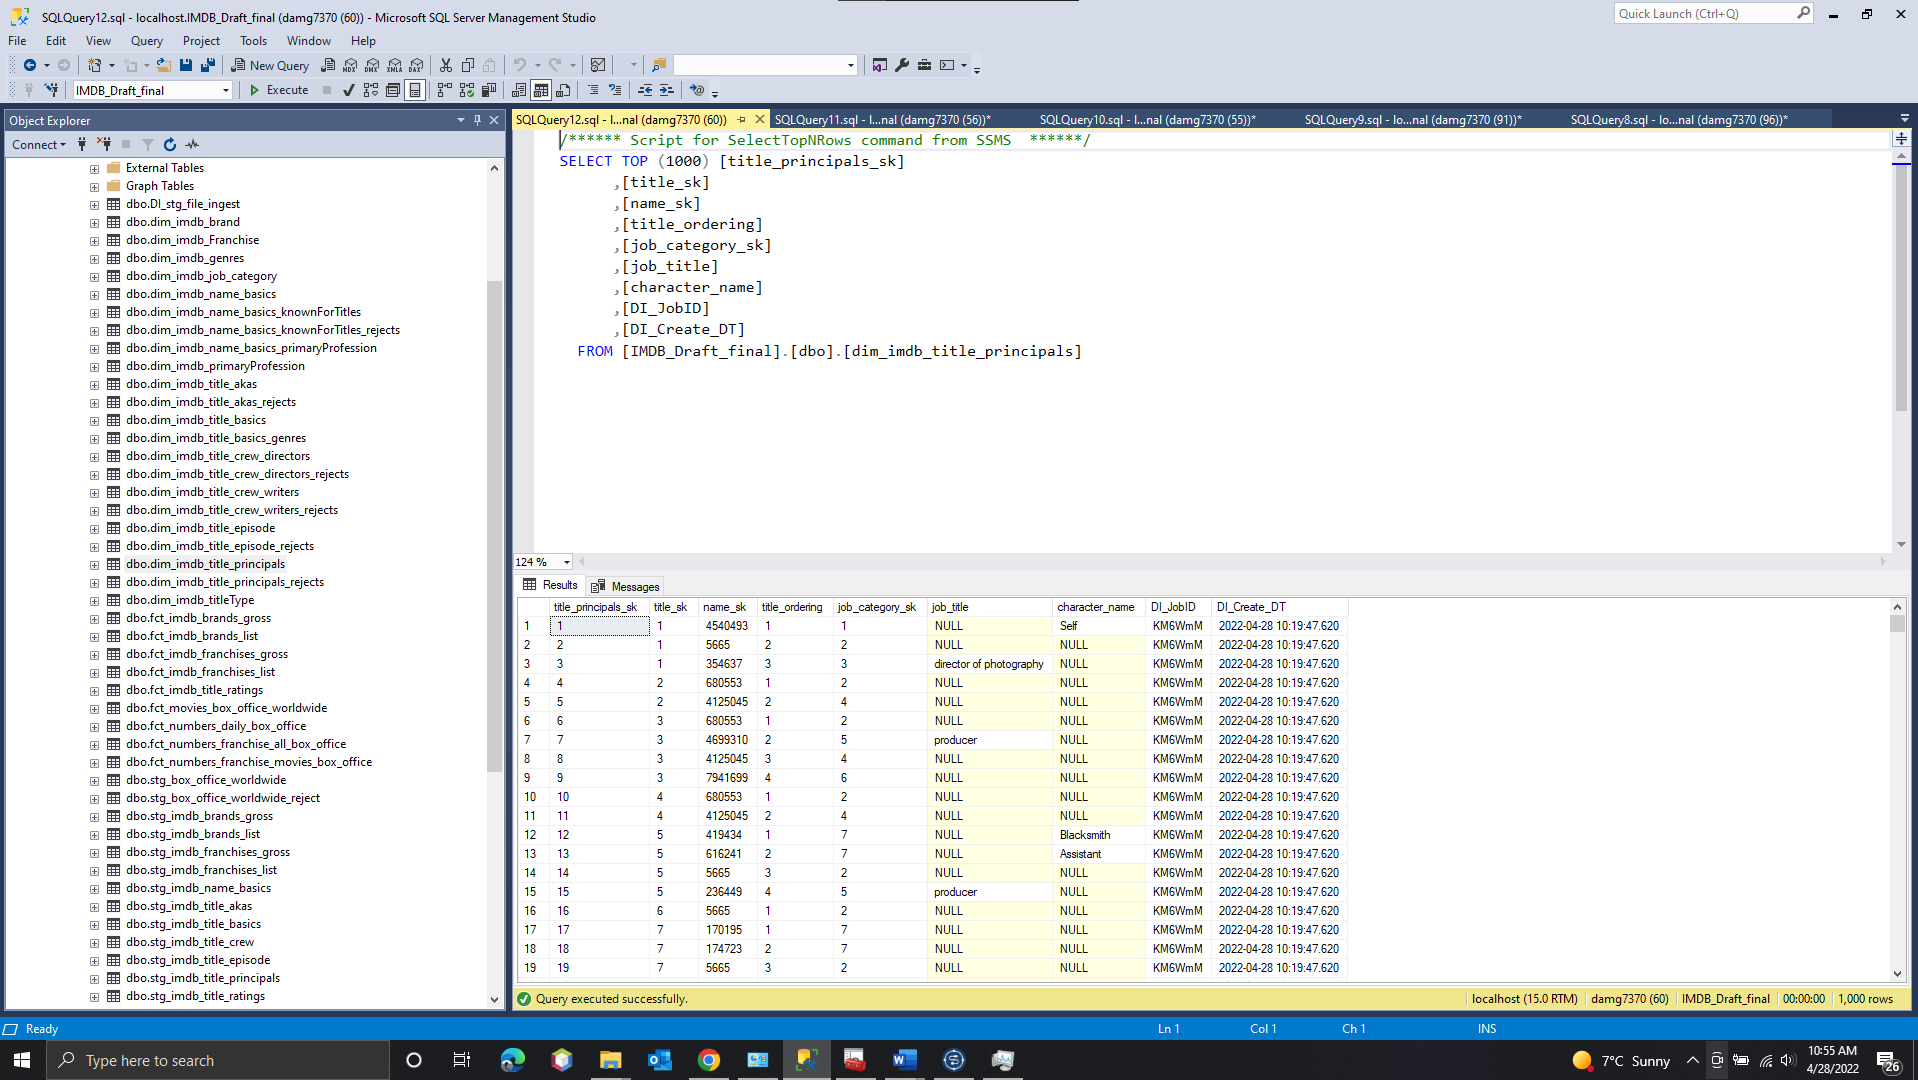 SQLQuery12.sql - localhost.IMDB_Draft_final (damg7370 (60)) - Microsoft SQL Server Management Studio
Quick Launch (Ctrl+Q)
File Edit View Query Project Tools Window Help
New Query MDX DMX XMLA DAX
IMDB_Draft_final Execute
Object Explorer
Connect
External Tables
Graph Tables
dbo.DI_stg_file_ingest
dbo.dim_imdb_brand
dbo.dim_imdb_Franchise
dbo.dim_imdb_genres
dbo.dim_imdb_job_category
dbo.dim_imdb_name_basics
dbo.dim_imdb_name_basics_knownForTitles
dbo.dim_imdb_name_basics_knownForTitles_rejects
dbo.dim_imdb_name_basics_primaryProfession
dbo.dim_imdb_primaryProfession
dbo.dim_imdb_title_akas
dbo.dim_imdb_title_akas_rejects
dbo.dim_imdb_title_basics
dbo.dim_imdb_title_basics_genres
dbo.dim_imdb_title_crew_directors
dbo.dim_imdb_title_crew_directors_rejects
dbo.dim_imdb_title_crew_writers
dbo.dim_imdb_title_crew_writers_rejects
dbo.dim_imdb_title_episode
dbo.dim_imdb_title_episode_rejects
dbo.dim_imdb_title_principals
dbo.dim_imdb_title_principals_rejects
dbo.dim_imdb_titleType
dbo.fct_imdb_brands_gross
dbo.fct_imdb_brands_list
dbo.fct_imdb_franchises_gross
dbo.fct_imdb_franchises_list
dbo.fct_imdb_title_ratings
dbo.fct_movies_box_office_worldwide
dbo.fct_numbers_daily_box_office
dbo.fct_numbers_franchise_all_box_office
dbo.fct_numbers_franchise_movies_box_office
dbo.stg_box_office_worldwide
dbo.stg_box_office_worldwide_reject
dbo.stg_imdb_brands_gross
dbo.stg_imdb_brands_list
dbo.stg_imdb_franchises_gross
dbo.stg_imdb_franchises_list
dbo.stg_imdb_name_basics
dbo.stg_imdb_title_akas
dbo.stg_imdb_title_basics
dbo.stg_imdb_title_crew
dbo.stg_imdb_title_episode
dbo.stg_imdb_title_principals
dbo.stg_imdb_title_ratings
SQLQuery12.sql - l...nal (damg7370 (60)) SQLQuery11.sql - l...nal (damg7370 (56))* SQLQuery10.sql - l...nal (damg7370 (55))* SQLQuery9.sql - lo...nal (damg7370 (91))* SQLQuery8.sql - lo...nal (damg7370 (96))*
/****** Script for SelectTopNRows command from SSMS ******/
SELECT TOP (1000) [title_principals_sk]
,[title_sk]
,[name_sk]
,[title_ordering]
,[job_category_sk]
,[job_title]
,[character_name]
,[DI_JobID]
,[DI_Create_DT]
FROM [IMDB_Draft_final].[dbo].[dim_imdb_title_principals]
124 %
Results Messages
title_principals_sk title_sk name_sk title_ordering job_category_sk job_title character_name DI_JobID DI_Create_DT
1 1 1 4540493 1 1 NULL Self KM6WmM 2022-04-28 10:19:47.620
2 2 1 5665 2 2 NULL NULL KM6WmM 2022-04-28 10:19:47.620
3 3 1 354637 3 3 director of photography NULL KM6WmM 2022-04-28 10:19:47.620
4 4 2 680553 1 2 NULL NULL KM6WmM 2022-04-28 10:19:47.620
5 5 2 4125045 2 4 NULL NULL KM6WmM 2022-04-28 10:19:47.620
6 6 3 680553 1 2 NULL NULL KM6WmM 2022-04-28 10:19:47.620
7 7 3 4699310 2 5 producer NULL KM6WmM 2022-04-28 10:19:47.620
8 8 3 4125045 3 4 NULL NULL KM6WmM 2022-04-28 10:19:47.620
9 9 3 7941699 4 6 NULL NULL KM6WmM 2022-04-28 10:19:47.620
10 10 4 680553 1 2 NULL NULL KM6WmM 2022-04-28 10:19:47.620
11 11 4 4125045 2 4 NULL NULL KM6WmM 2022-04-28 10:19:47.620
12 12 5 419434 1 7 NULL Blacksmith KM6WmM 2022-04-28 10:19:47.620
13 13 5 616241 2 7 NULL Assistant KM6WmM 2022-04-28 10:19:47.620
14 14 5 5665 3 2 NULL NULL KM6WmM 2022-04-28 10:19:47.620
15 15 5 236449 4 5 producer NULL KM6WmM 2022-04-28 10:19:47.620
16 16 6 5665 1 2 NULL NULL KM6WmM 2022-04-28 10:19:47.620
17 17 7 170195 1 7 NULL NULL KM6WmM 2022-04-28 10:19:47.620
18 18 7 174723 2 7 NULL NULL KM6WmM 2022-04-28 10:19:47.620
19 19 7 5665 3 2 NULL NULL KM6WmM 2022-04-28 10:19:47.620
Query executed successfully. localhost (15.0 RTM) damg7370 (60) IMDB_Draft_final 00:00:00 1,000 rows
Ready Ln 1 Col 1 Ch 1 INS
Type here to search
7°C Sunny
10:55 AM
4/28/2022
26